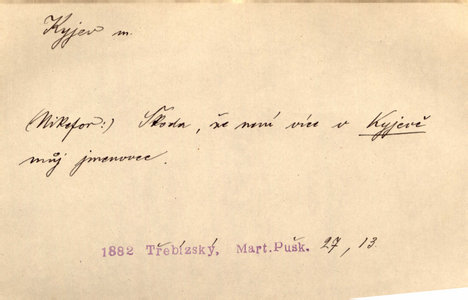 Kyjev m.
(Nikefor:) Škoda, že není více v Kyjevě
můj jmenovec.
1882 Třebízský, Mart. Pušk. 27, 13.